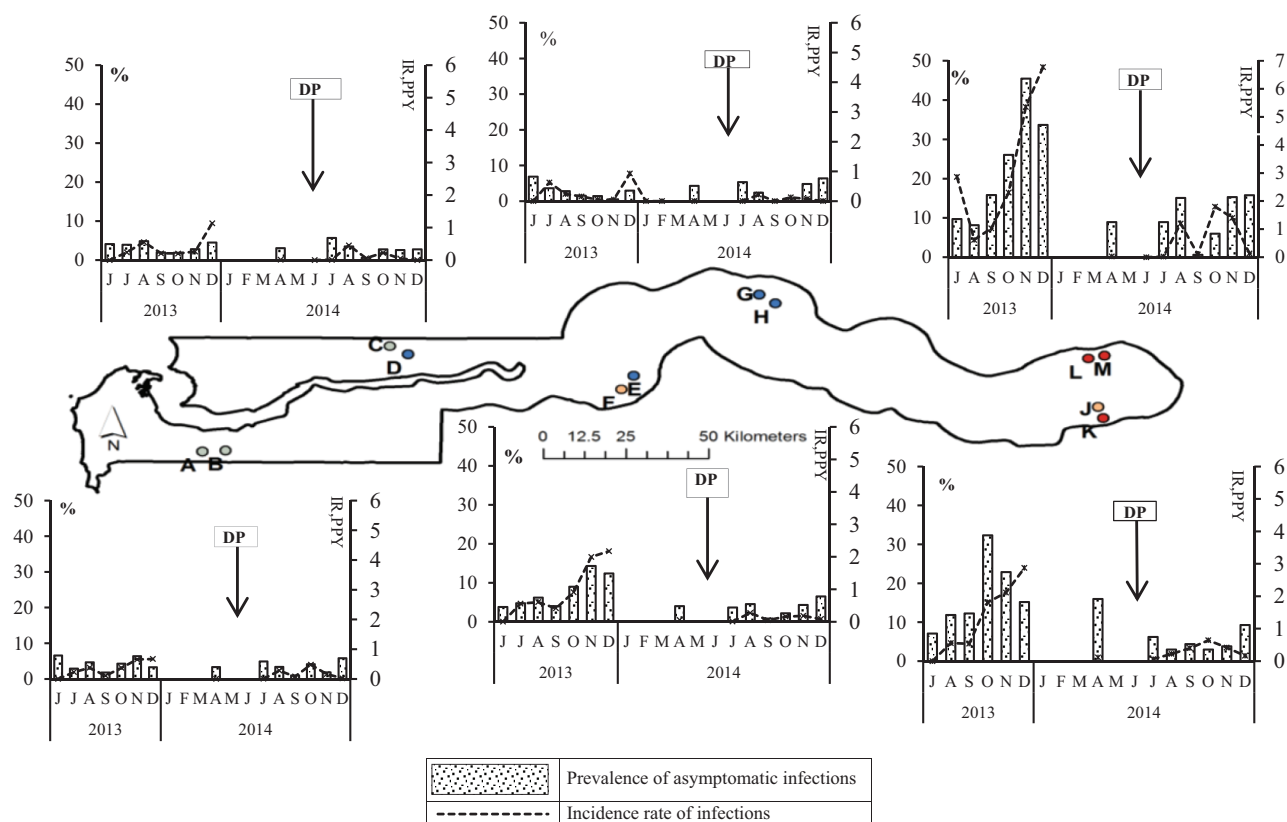 50
40
30
20
10
0
%
DP
6
5
4
3
2
1
0
IR,PPY
J J A S O N D J F M A M J J A S O N D
2013
2014
50
40
30
20
10
0
%
DP
6
5
4
3
2
1
0
IR,PPY
J J A S O N D J F M A M J J A S O N D
2013
2014
50
40
30
20
10
0
%
DP
7
6
5
4
3
2
1
0
IR,PPY
J J A S O N D J F M A M J J A S O N D
2013
2014
C
D
G
H
F
E
L
M
J
K
A
B
N
0 12.5 25 50 Kilometers
50
40
30
20
10
0
%
DP
6
5
4
3
2
1
0
IR,PPY
J J A S O N D J F M A M J J A S O N D
2013
2014
50
40
30
20
10
0
%
DP
6
5
4
3
2
1
0
IR,PPY
J J A S O N D J F M A M J J A S O N D
2013
2014
50
40
30
20
10
0
%
DP
6
5
4
3
2
1
0
IR,PPY
J J A S O N D J F M A M J J A S O N D
2013
2014
Prevalence of asymptomatic infections
Incidence rate of infections